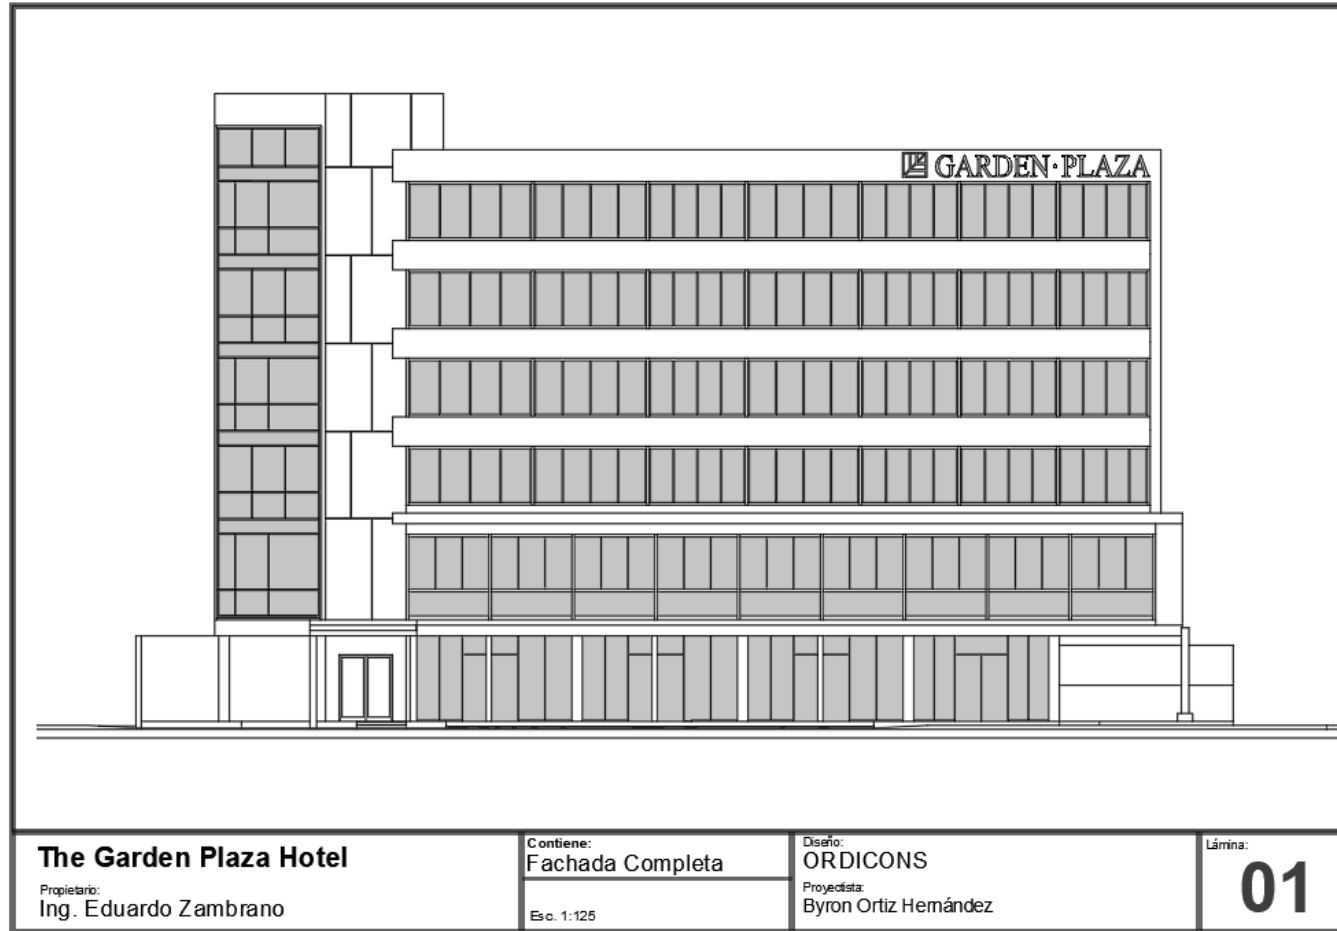 GARDEN·PLAZA
The Garden Plaza Hotel
Propietario:
Ing. Eduardo Zambrano
Contiene:
Fachada Completa
Esc. 1:125
Diseño:
ORDICONS
Proyectista:
Byron Ortiz Hernández
Lámina:
01